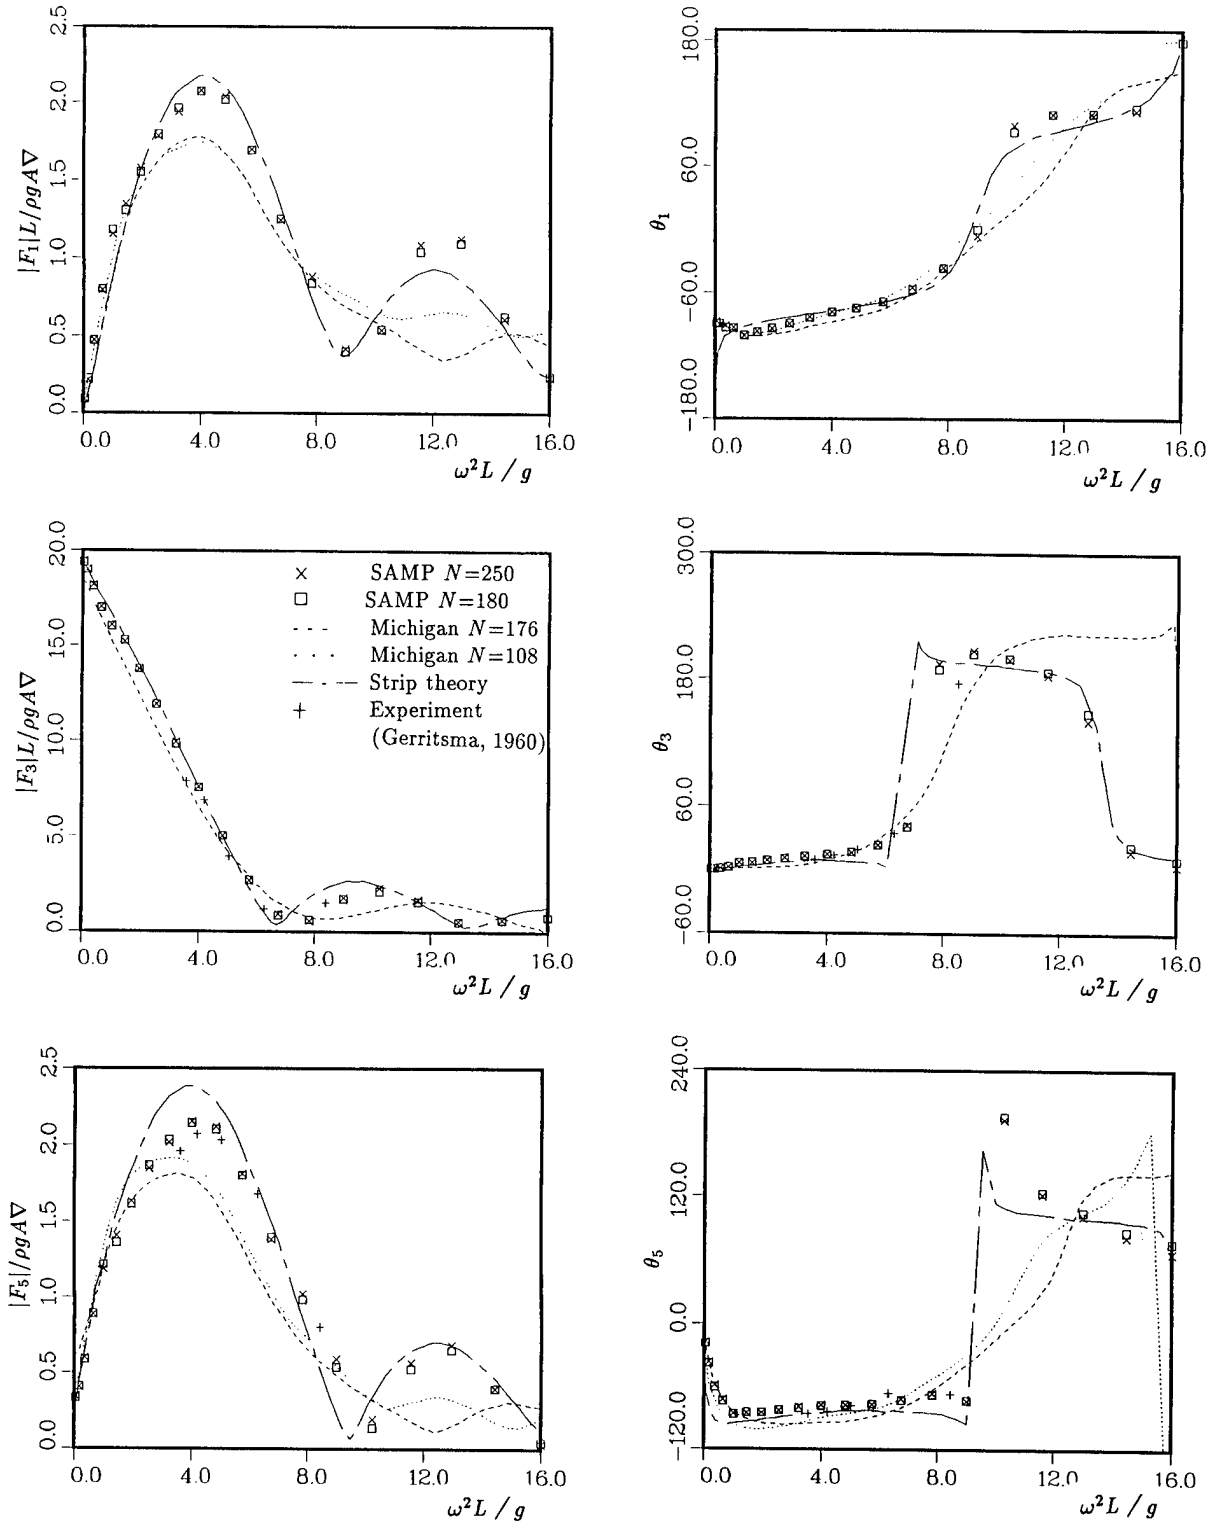 2.5
2.0
1.5
1.0
0.5
0.0
|F₁|L/ρgA∇
0.0 4.0 8.0 12.0 16.0
ω²L / g
180.0
60.0
−60.0
−180.0
θ₁
0.0 4.0 8.0 12.0 16.0
ω²L / g
20.0
15.0
10.0
5.0
0.0
|F₃|L/ρgA∇
SAMP N=250
SAMP N=180
Michigan N=176
Michigan N=108
Strip theory
Experiment
(Gerritsma, 1960)
0.0 4.0 8.0 12.0 16.0
ω²L / g
300.0
180.0
60.0
−60.0
θ₃
0.0 4.0 8.0 12.0 16.0
ω²L / g
2.5
2.0
1.5
1.0
0.5
0.0
|F₅|/ρgA∇
0.0 4.0 8.0 12.0 16.0
ω²L / g
240.0
120.0
0.0
−120.0
θ₅
0.0 4.0 8.0 12.0 16.0
ω²L / g